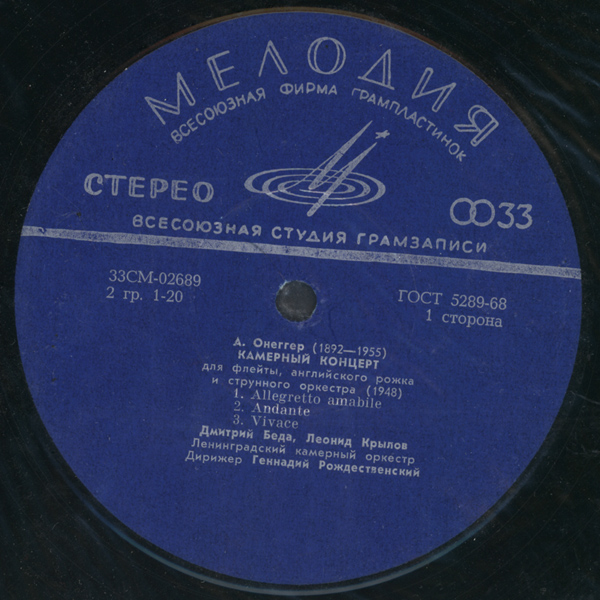 МЕЛОДИЯ
ВСЕСОЮЗНАЯ ФИРМА ГРАМПЛАСТИНОК
СТЕРЕО
33
ВСЕСОЮЗНАЯ СТУДИЯ ГРАМЗАПИСИ
33СМ-02689
2 гр. 1-20
ГОСТ 5289-68
1 сторона
А. Онеггер (1892—1955)
КАМЕРНЫЙ КОНЦЕРТ
для флейты, английского рожка
и струнного оркестра (1948)
1. Allegretto amabile
2. Andante
3. Vivace
Дмитрий Беда, Леонид Крылов
Ленинградский камерный оркестр
Дирижер Геннадий Рождественский